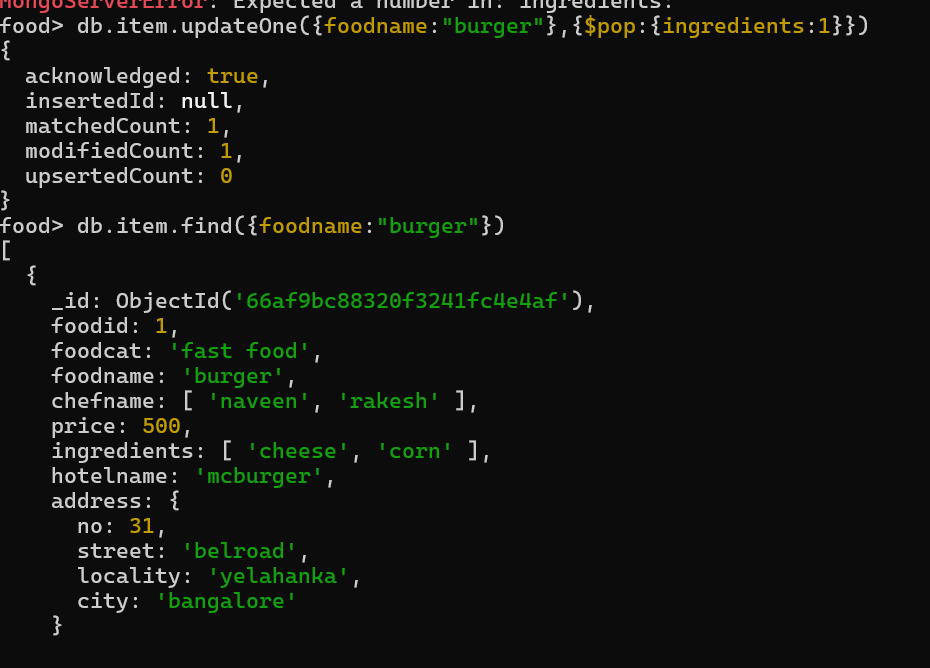 MongoServerError: Expected a number in: ingredients:
food> db.item.updateOne({foodname:"burger"},{$pop:{ingredients:1}})
{
  acknowledged: true,
  insertedId: null,
  matchedCount: 1,
  modifiedCount: 1,
  upsertedCount: 0
}
food> db.item.find({foodname:"burger"})
[
  {
    _id: ObjectId('66af9bc88320f3241fc4e4af'),
    foodid: 1,
    foodcat: 'fast food',
    foodname: 'burger',
    chefname: [ 'naveen', 'rakesh' ],
    price: 500,
    ingredients: [ 'cheese', 'corn' ],
    hotelname: 'mcburger',
    address: {
      no: 31,
      street: 'belroad',
      locality: 'yelahanka',
      city: 'bangalore'
    }